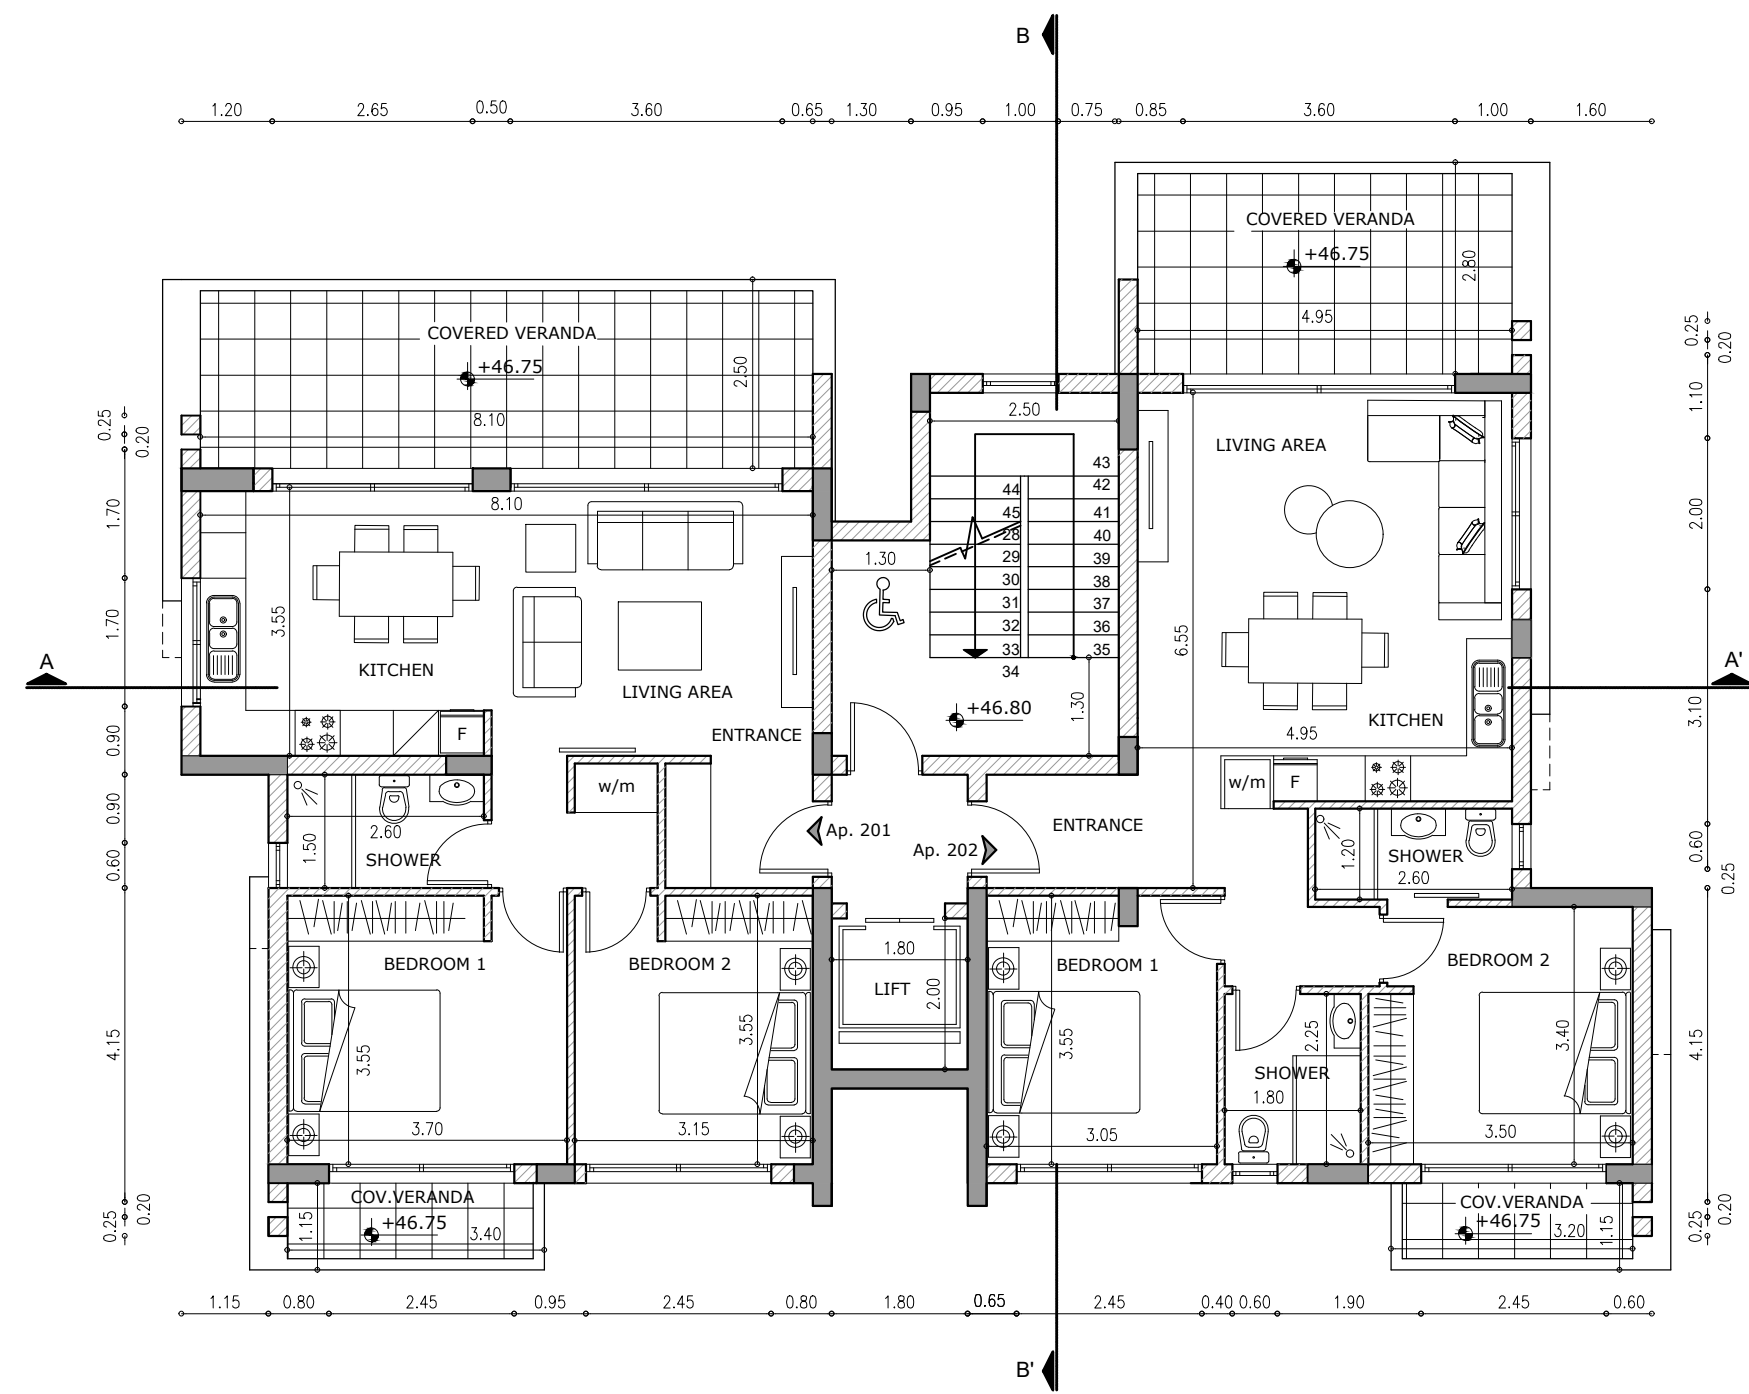 B
1.20 2.65 0.50 3.60 0.65 1.30 0.95 1.00 0.75 0.85 3.60 1.00 1.60
COVERED VERANDA
+46.75
2.80
4.95
COVERED VERANDA
+46.75
2.50
8.10
0.25
0.20
0.25
0.20
1.10
2.50
LIVING AREA
43
44 42
45 41
28 40
29 39
30 38
31 37
32 36
33 35
34
8.10
1.30
1.70
2.00
3.55
1.70
6.55
KITCHEN
LIVING AREA
A
A'
+46.80
1.30
KITCHEN
4.95
3.10
ENTRANCE
F
0.90
w/m
w/m
F
0.90
2.60
1.50
SHOWER
Ap. 201
Ap. 202
ENTRANCE
1.20
SHOWER
2.60
0.60
0.60
0.25
BEDROOM 1
BEDROOM 2
1.80
LIFT
2.00
BEDROOM 1
BEDROOM 2
3.55
3.55
3.55
2.25
3.40
SHOWER
1.80
4.15
4.15
3.70
3.15
3.05
3.50
COV.VERANDA
+46.75
1.15
3.40
COV.VERANDA
+46.75
3.20
1.15
0.20
0.25
0.20
0.25
1.15 0.80 2.45 0.95 2.45 0.80 1.80 0.65 2.45 0.40 0.60 1.90 2.45 0.60
B'